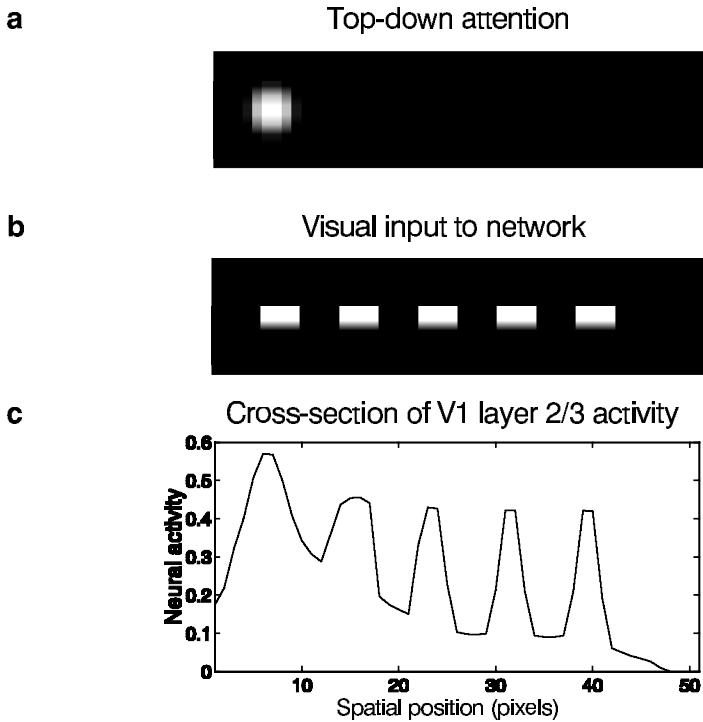 a
Top-down attention
b
Visual input to network
c
Cross-section of V1 layer 2/3 activity
0.6
0.5
0.4
0.3
0.2
0.1
0
Neural activity
10 20 30 40 50
Spatial position (pixels)